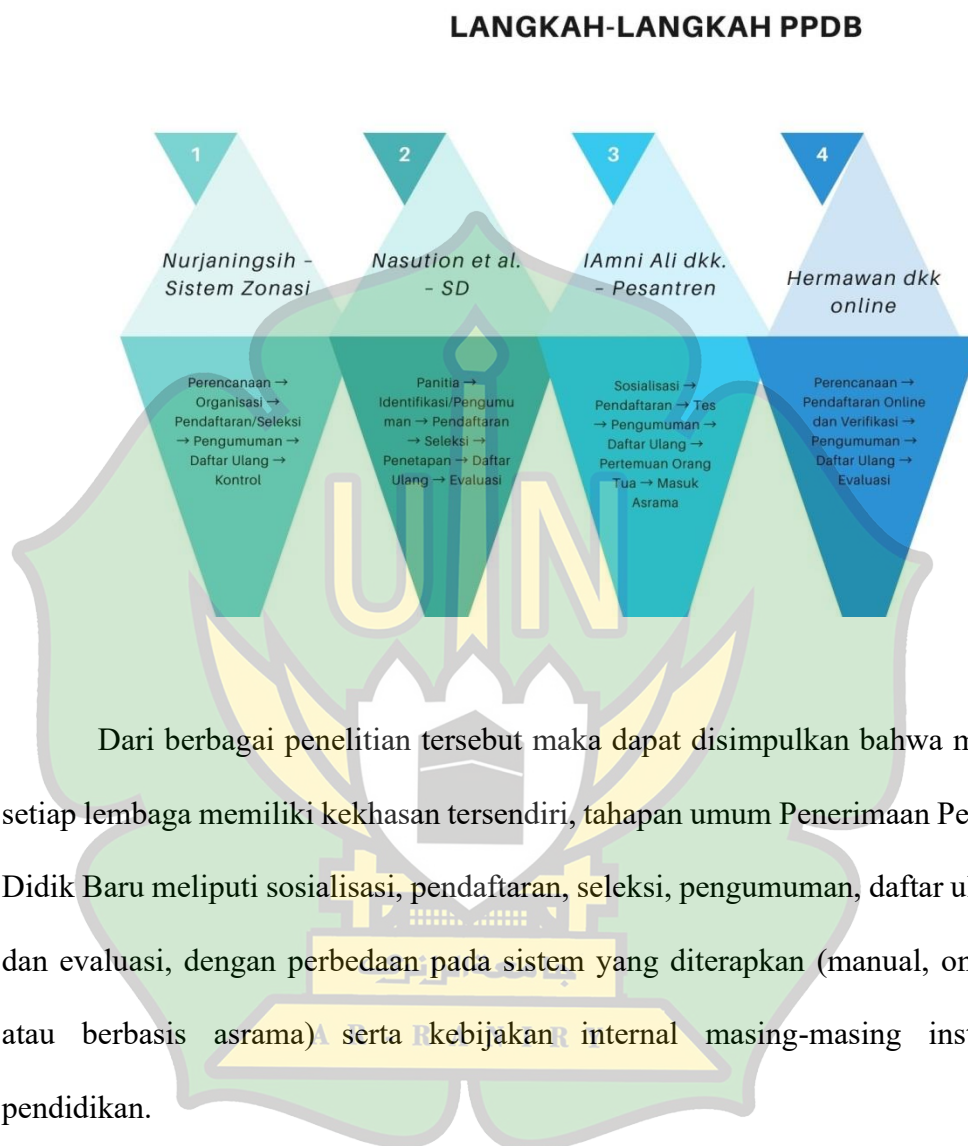 LANGKAH-LANGKAH PPDB
1
2
3
4
Nurjaningsih –
Sistem Zonasi
Nasution et al.
– SD
IAmni Ali dkk.
– Pesantren
Hermawan dkk
online
Perencanaan →
Organisasi →
Pendaftaran/Seleksi
→ Pengumuman →
Daftar Ulang →
Kontrol
Panitia →
Identifikasi/Pengumu
man → Pendaftaran
→ Seleksi →
Penetapan → Daftar
Ulang → Evaluasi
Sosialisasi →
Pendaftaran → Tes
→ Pengumuman →
Daftar Ulang →
Pertemuan Orang
Tua → Masuk
Asrama
Perencanaan →
Pendaftaran Online
dan Verifikasi →
Pengumuman →
Daftar Ulang →
Evaluasi
UIN
Dari berbagai penelitian tersebut maka dapat disimpulkan bahwa
setiap lembaga memiliki kekhasan tersendiri, tahapan umum Penerimaan
Didik Baru meliputi sosialisasi, pendaftaran, seleksi, pengumuman, daftar
dan evaluasi, dengan perbedaan pada sistem yang diterapkan (manual,
جامعة الرانيري
atau berbasis asrama) serta kebijakan internal masing-masing
AR-RANIRY
pendidikan.